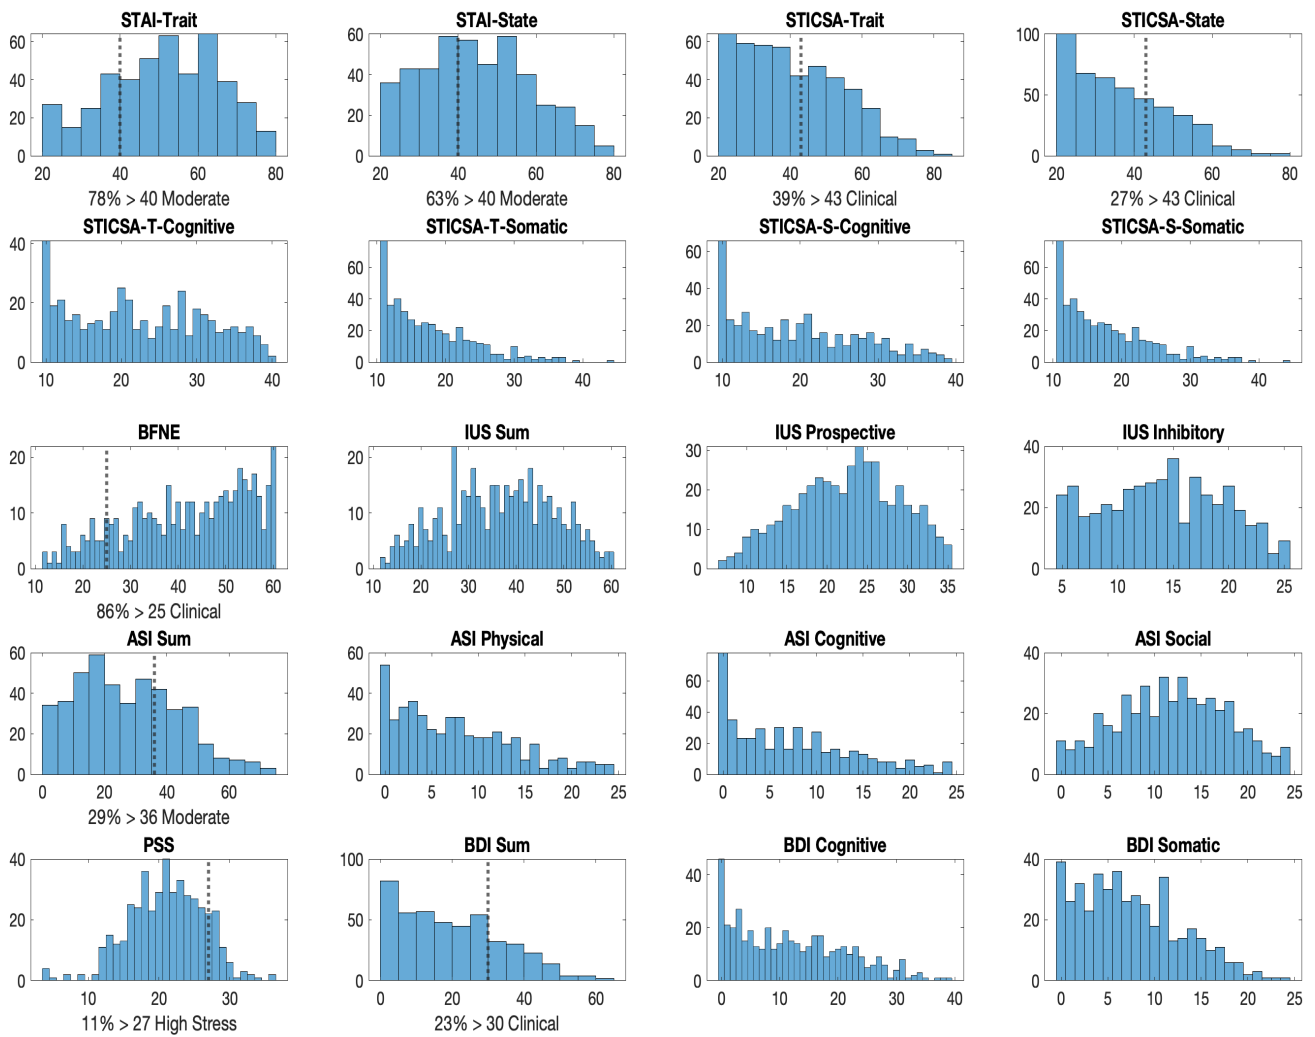 STAI-Trait STAI-State STICSA-Trait STICSA-State
60 60 60 100
40 40 40
20 20 20 50
0 0 0 0
20 40 60 80 20 40 60 80 20 40 60 80 20 40 60 80
78% > 40 Moderate 63% > 40 Moderate 39% > 43 Clinical 27% > 43 Clinical
STICSA-T-Cognitive STICSA-T-Somatic STICSA-S-Cognitive STICSA-S-Somatic
40 60 60 60
20 40 40 40
20 20 20
0 0 0 0
10 20 30 40 10 20 30 40 10 20 30 40 10 20 30 40
BFNE IUS Sum IUS Prospective IUS Inhibitory
20 20 30 40
10 10 20 20
10
0 0 0 0
10 20 30 40 50 60 10 20 30 40 50 60 10 15 20 25 30 35 5 10 15 20 25
86% > 25 Clinical
ASI Sum ASI Physical ASI Cognitive ASI Social
60 60 60 40
40 40 40 20
20 20 20
0 0 0 0
0 20 40 60 0 5 10 15 20 25 0 5 10 15 20 25 0 5 10 15 20 25
29% > 36 Moderate
PSS BDI Sum BDI Cognitive BDI Somatic
40 100 40 40
20 50 20 20
0 0 0 0
10 20 30 0 20 40 60 0 10 20 30 40 0 5 10 15 20 25
11% > 27 High Stress 23% > 30 Clinical